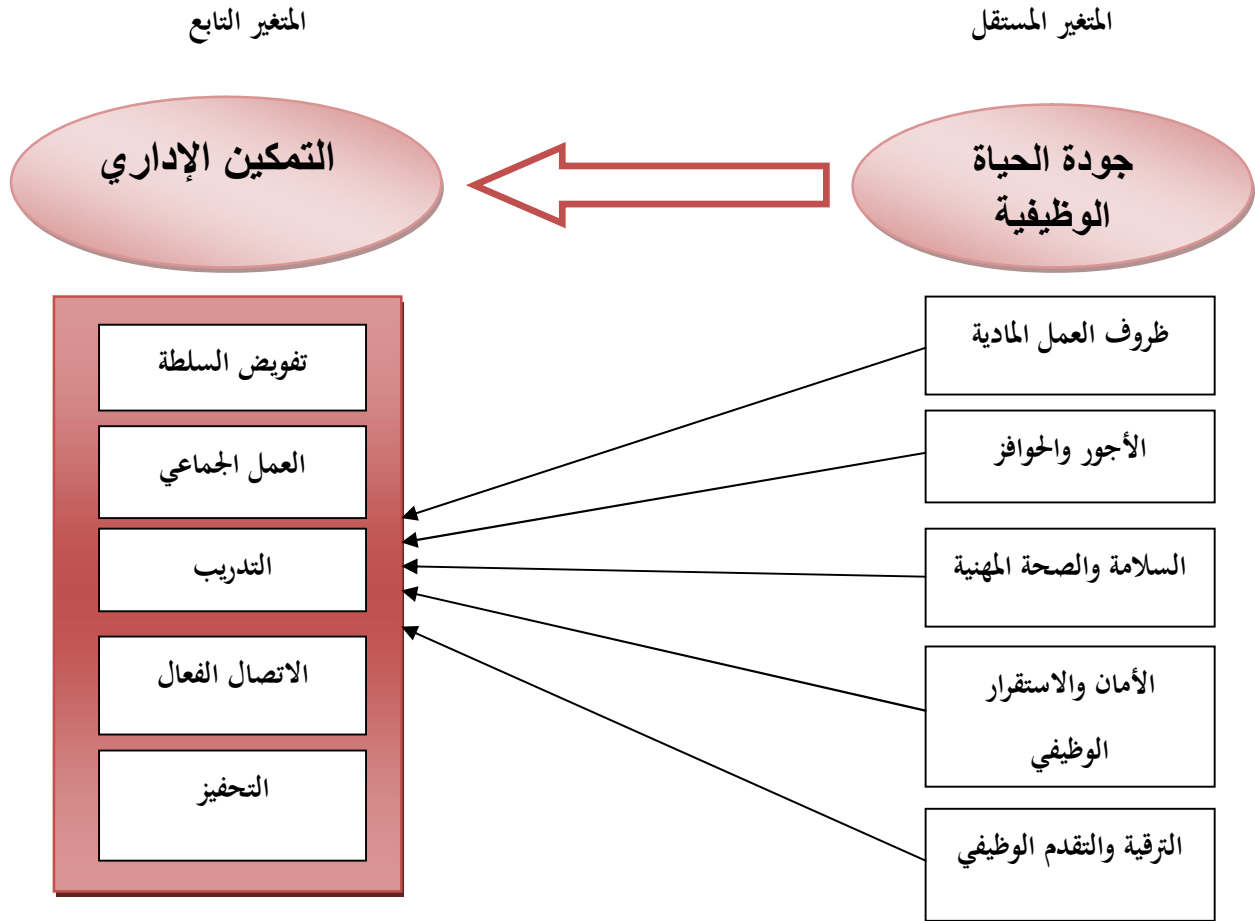 المتغير المستقل
المتغير التابع
جودة الحياة
الوظيفية
التمكين الإداري
ظروف العمل المادية
الأجور والحوافز
السلامة والصحة المهنية
الأمان والاستقرار
الوظيفي
الترقية والتقدم الوظيفي
تفويض السلطة
العمل الجماعي
التدريب
الاتصال الفعال
التحفيز